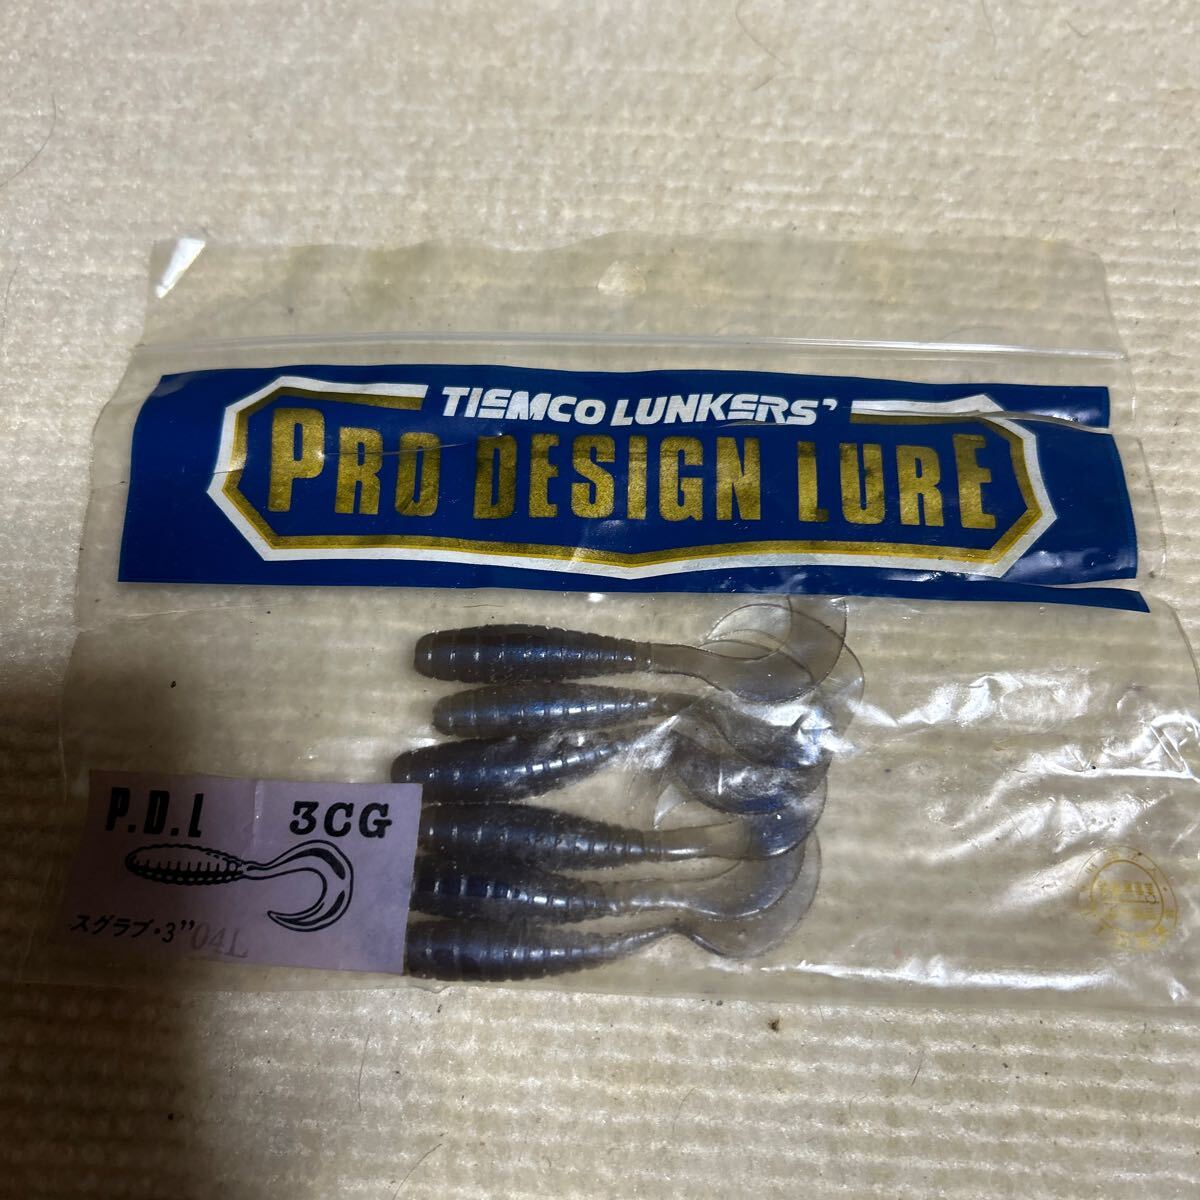 TIEMCO LUNKERS'
PRO DESIGN LURE
P.D.L 3CG
スグラブ・3" 04L